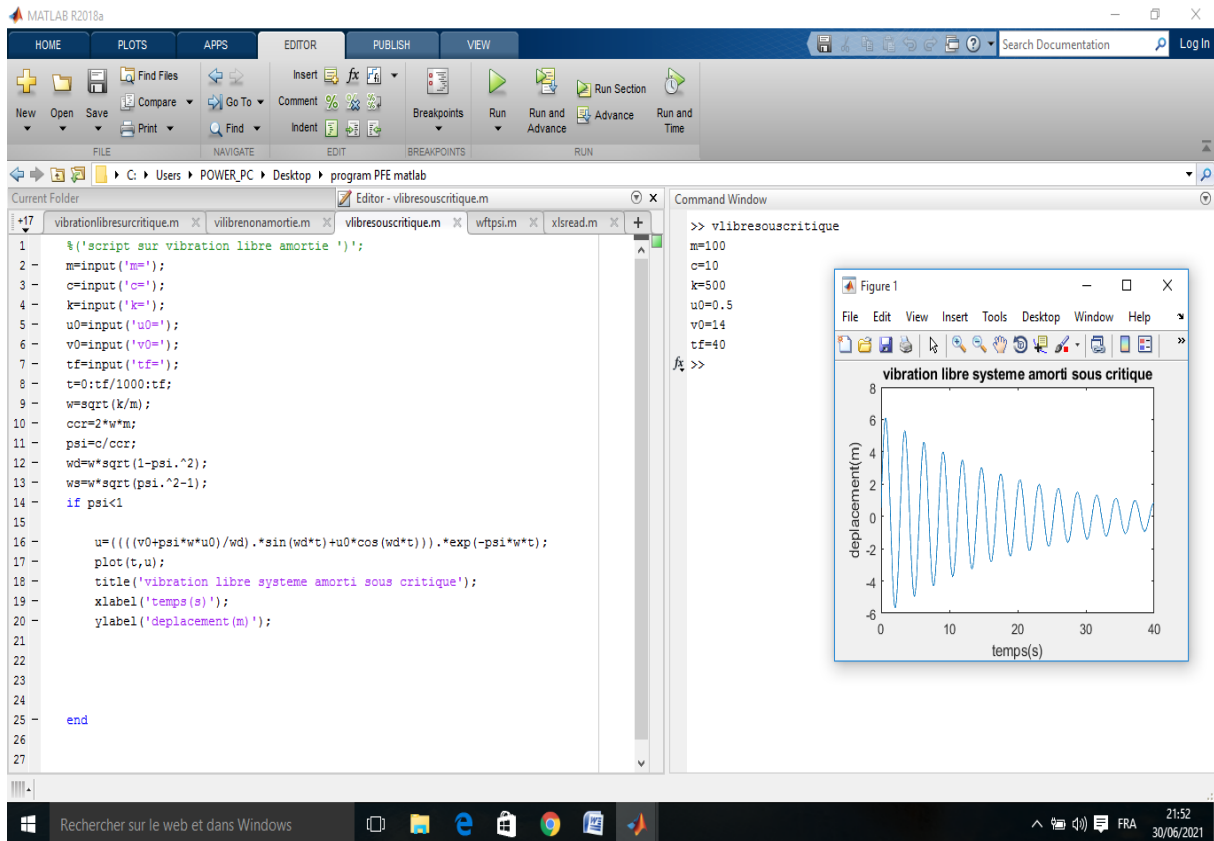 MATLAB R2018a
HOME PLOTS APPS EDITOR PUBLISH VIEW Search Documentation Log In
New Open Save Find Files Compare Print Go To Find Insert fx Comment Indent Breakpoints Run Run and Advance Run Section Advance Run and Time
FILE NAVIGATE EDIT BREAKPOINTS RUN
C: Users POWER_PC Desktop program PFE matlab
Current Folder
Editor - vlibresouscritique.m
+17 vibrationlibresurcritique.m vilibrenonamortie.m vlibresouscritique.m wftpsi.m xlsread.m +
1 %('script sur vibration libre amortie ')';
2 - m=input('m=');
3 - c=input('c=');
4 - k=input('k=');
5 - u0=input('u0=');
6 - v0=input('v0=');
7 - tf=input('tf=');
8 - t=0:tf/1000:tf;
9 - w=sqrt(k/m);
10 - ccr=2*w*m;
11 - psi=c/ccr;
12 - wd=w*sqrt(1-psi.^2);
13 - ws=w*sqrt(psi.^2-1);
14 - if psi<1
15
16 - u=((((v0+psi*w*u0)/wd).*sin(wd*t)+u0*cos(wd*t))).*exp(-psi*w*t);
17 - plot(t,u);
18 - title('vibration libre systeme amorti sous critique');
19 - xlabel('temps(s)');
20 - ylabel('deplacement(m)');
21
22
23
24
25 - end
26
27
Command Window
>> vlibresouscritique
m=100
c=10
k=500
u0=0.5
v0=14
tf=40
fx >>
Figure 1
File Edit View Insert Tools Desktop Window Help
vibration libre systeme amorti sous critique
deplacement(m)
8
6
4
2
0
-2
-4
-6
0 10 20 30 40
temps(s)
Rechercher sur le web et dans Windows
FRA
21:52
30/06/2021